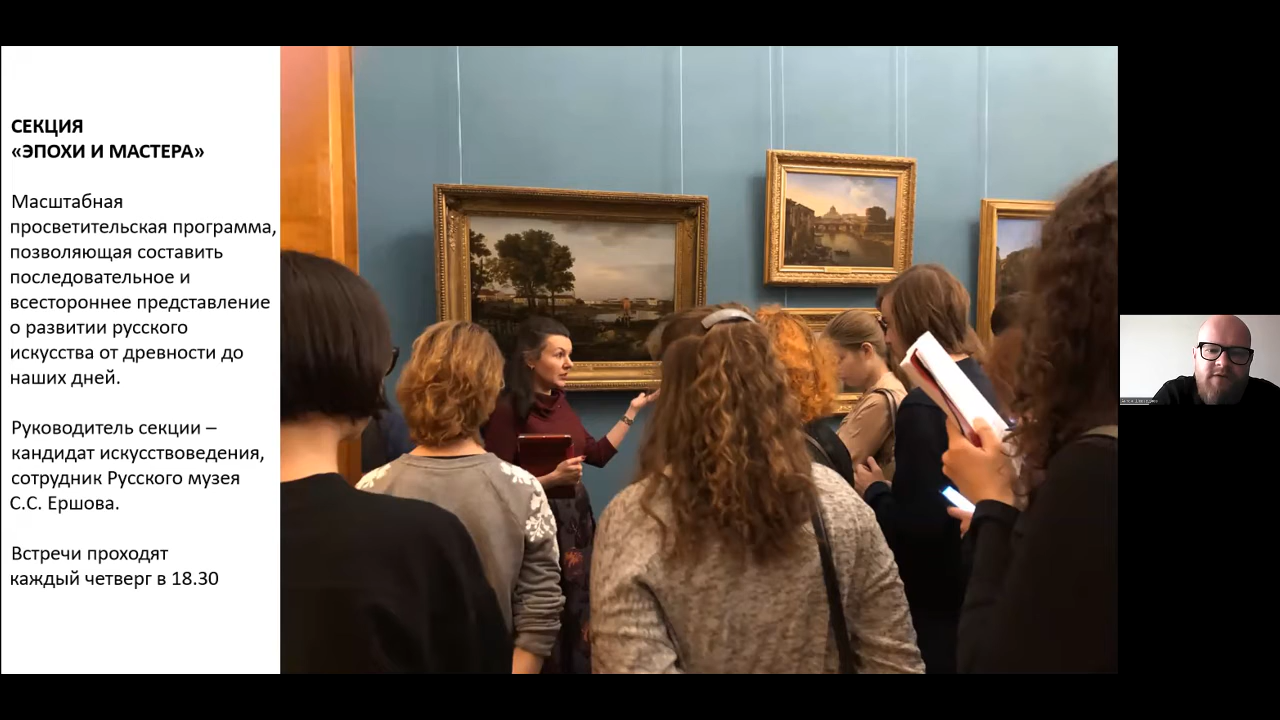 СЕКЦИЯ
«ЭПОХИ И МАСТЕРА»
Масштабная
просветительская программа,
позволяющая составить
последовательное и
всестороннее представление
о развитии русского
искусства от древности до
наших дней.
Руководитель секции –
кандидат искусствоведения,
сотрудник Русского музея
С.С. Ершова.
Встречи проходят
каждый четверг в 18.30